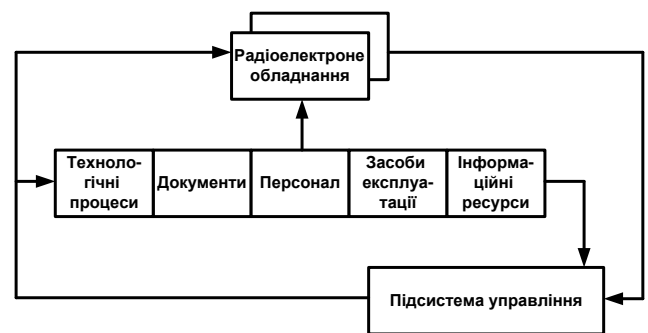 Радіоелектроне
обладнання
Техноло-
гічні
процеси
Документи
Персонал
Засоби
експлуа-
тації
Інформа-
ційні
ресурси
Підсистема управління